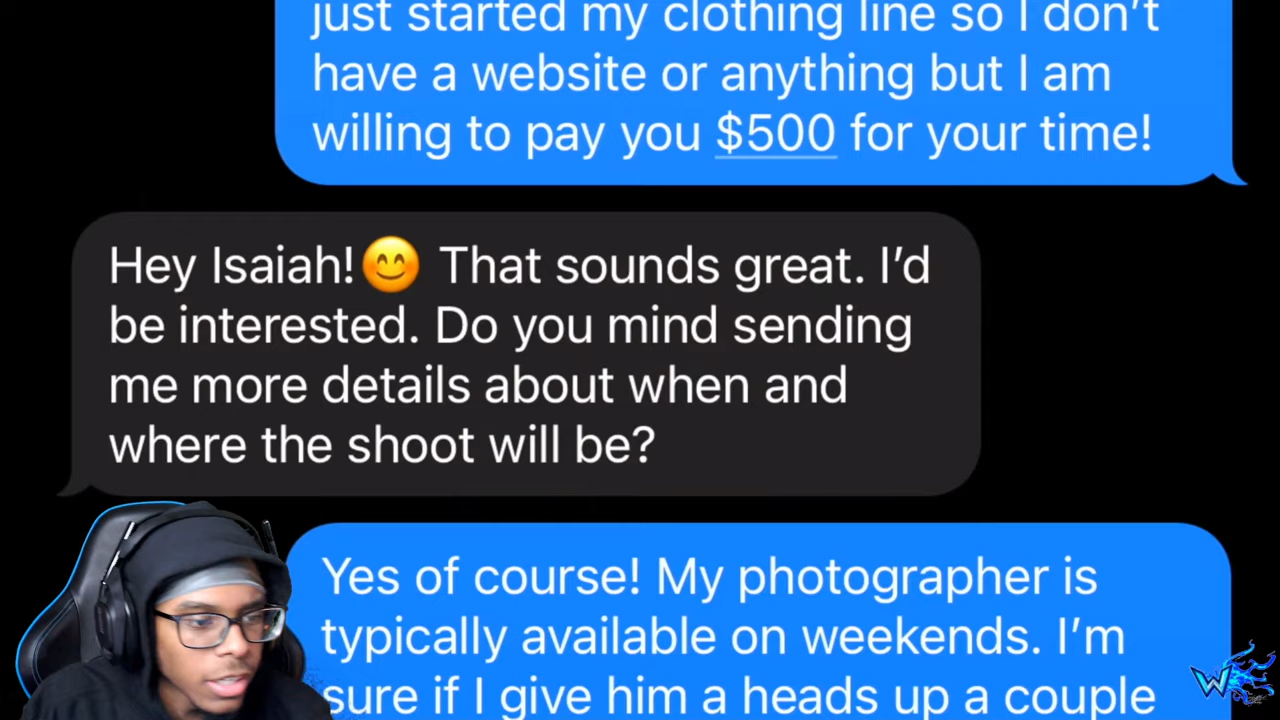 just started my clothing line so I don't
have a website or anything but I am
willing to pay you $500 for your time!
Hey Isaiah!😊 That sounds great. I'd
be interested. Do you mind sending
me more details about when and
where the shoot will be?
Yes of course! My photographer is
typically available on weekends. I'm
sure if I give him a heads up a couple
W